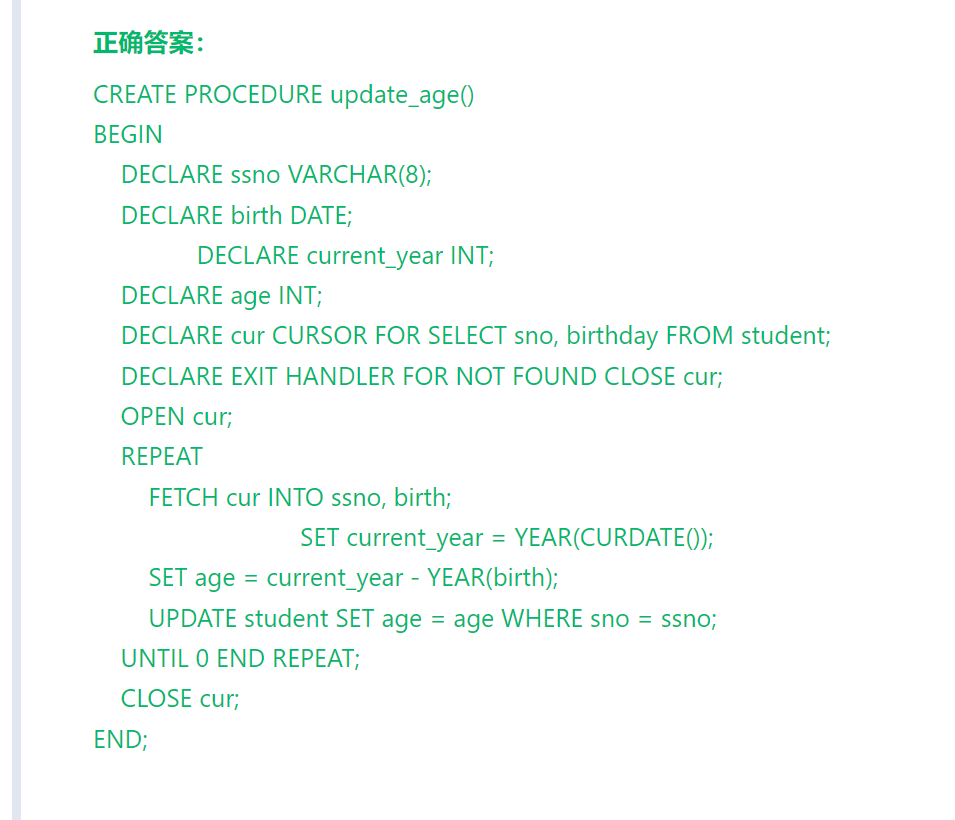 正确答案：
CREATE PROCEDURE update_age()
BEGIN
DECLARE ssno VARCHAR(8);
DECLARE birth DATE;
DECLARE current_year INT;
DECLARE age INT;
DECLARE cur CURSOR FOR SELECT sno, birthday FROM student;
DECLARE EXIT HANDLER FOR NOT FOUND CLOSE cur;
OPEN cur;
REPEAT
FETCH cur INTO ssno, birth;
SET current_year = YEAR(CURDATE());
SET age = current_year - YEAR(birth);
UPDATE student SET age = age WHERE sno = ssno;
UNTIL 0 END REPEAT;
CLOSE cur;
END;